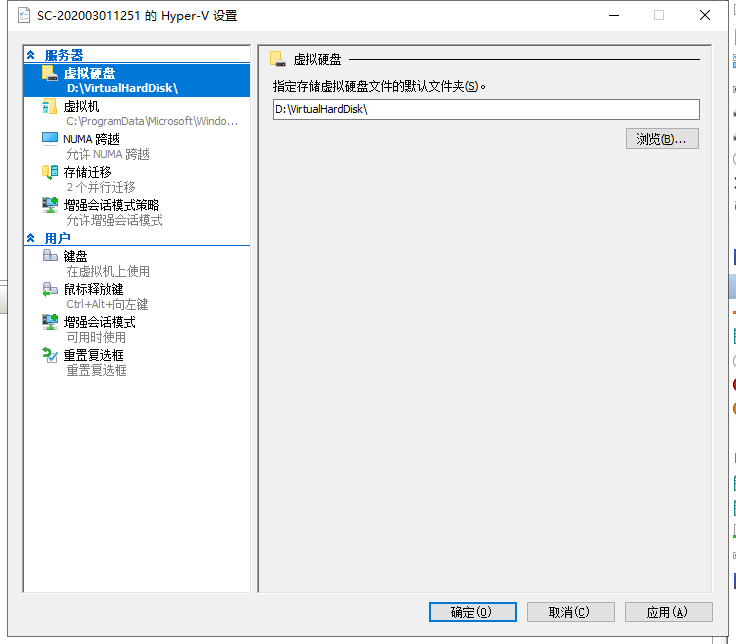 SC-202003011251 的 Hyper-V 设置
服务器
虚拟硬盘
D:\VirtualHardDisk\
虚拟机
C:\ProgramData\Microsoft\Windo...
NUMA 跨越
允许 NUMA 跨越
存储迁移
2 个并行迁移
增强会话模式策略
允许增强会话模式
用户
键盘
在虚拟机上使用
鼠标释放键
Ctrl+Alt+向左键
增强会话模式
可用时使用
重置复选框
重置复选框
虚拟硬盘
指定存储虚拟硬盘文件的默认文件夹(S)。
D:\VirtualHardDisk\
浏览(B)...
确定(O)
取消(C)
应用(A)